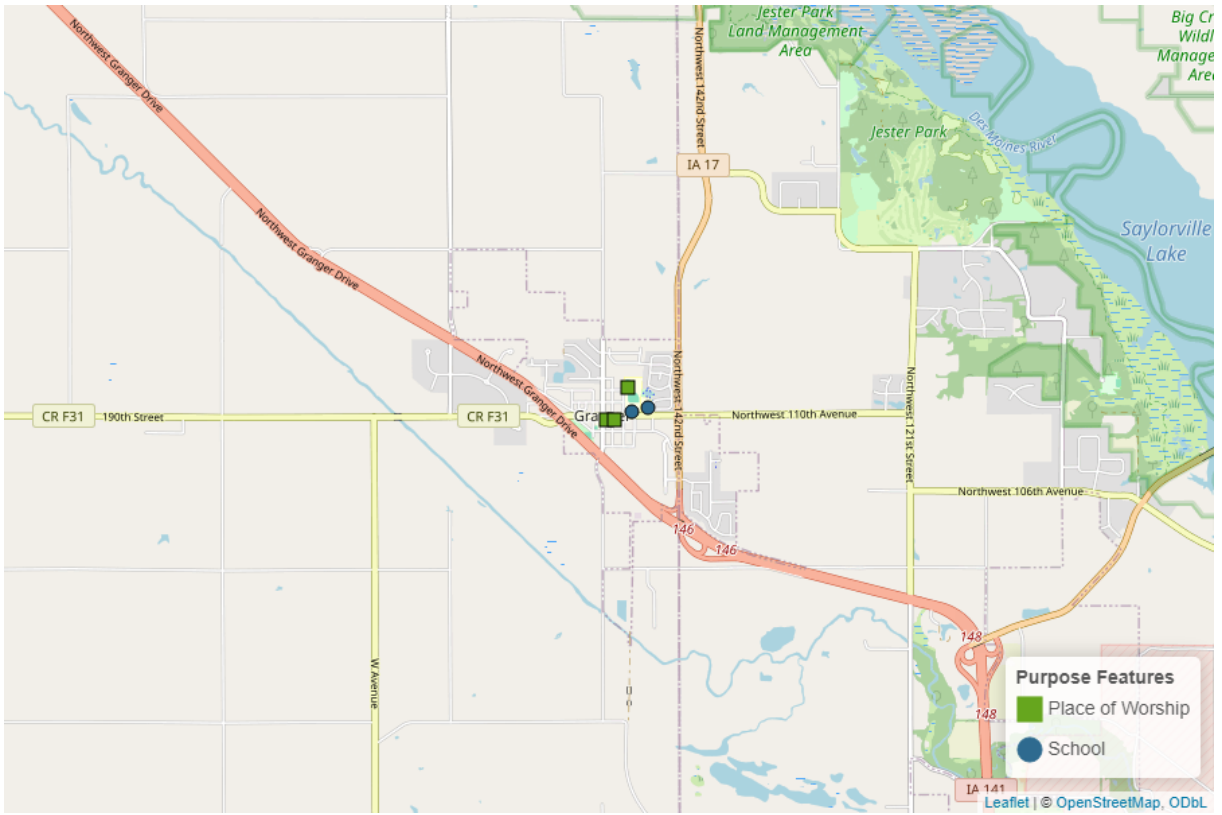 Jester Park
Land Management
Area
Big Cr
Wildl
Manage
Area
Northwest Granger Drive
Northwest 142nd Street
Des Moines River
Jester Park
IA 17
Northwest Granger Drive
Saylorville
Lake
Northwest Granger Drive
Northwest 142nd Street
Northwest 121st Street
CR F31
190th Street
CR F31
Northwest 110th Avenue
Northwest 106th Avenue
146
146
W Avenue
148
148
IA 141
Purpose Features
Place of Worship
School
Leaflet | © OpenStreetMap, ODbL